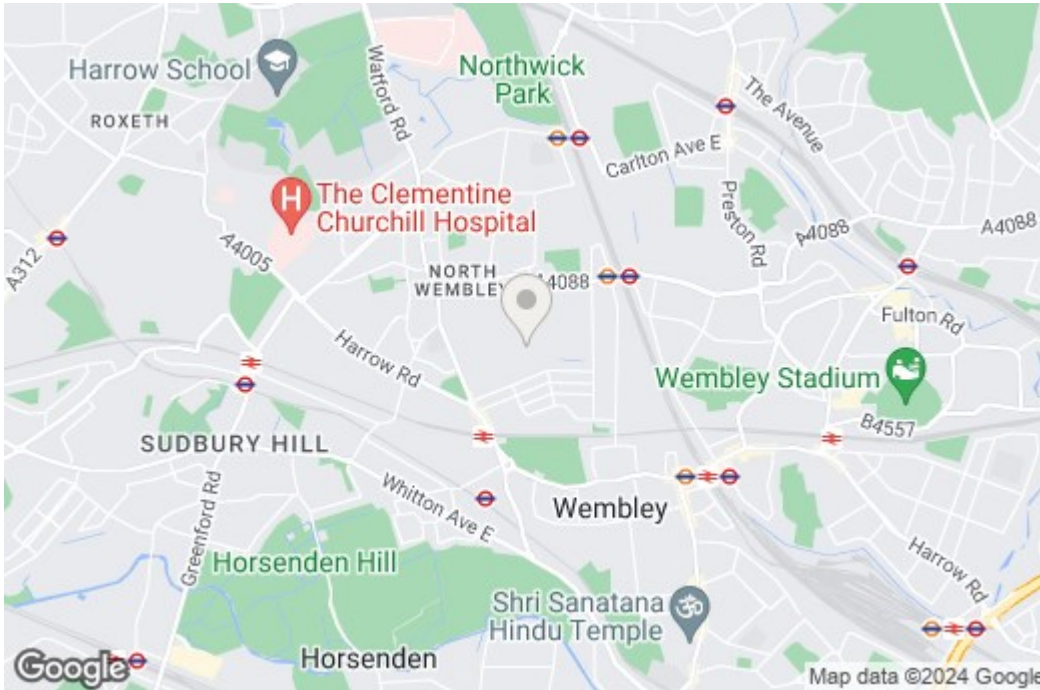 Harrow School
ROXETH
Watford Rd
Northwick
Park
The Avenue
Carlton Ave E
Preston Rd
A4088
A4088
A312
The Clementine
Churchill Hospital
A4005
NORTH
WEMBLEY
A4088
Fulton Rd
Harrow Rd
Wembley Stadium
B4557
SUDBURY HILL
Whitton Ave E
Wembley
Greenford Rd
Harrow Rd
Horsenden Hill
Shri Sanatana
Hindu Temple
Horsenden
Google
Map data ©2024 Google